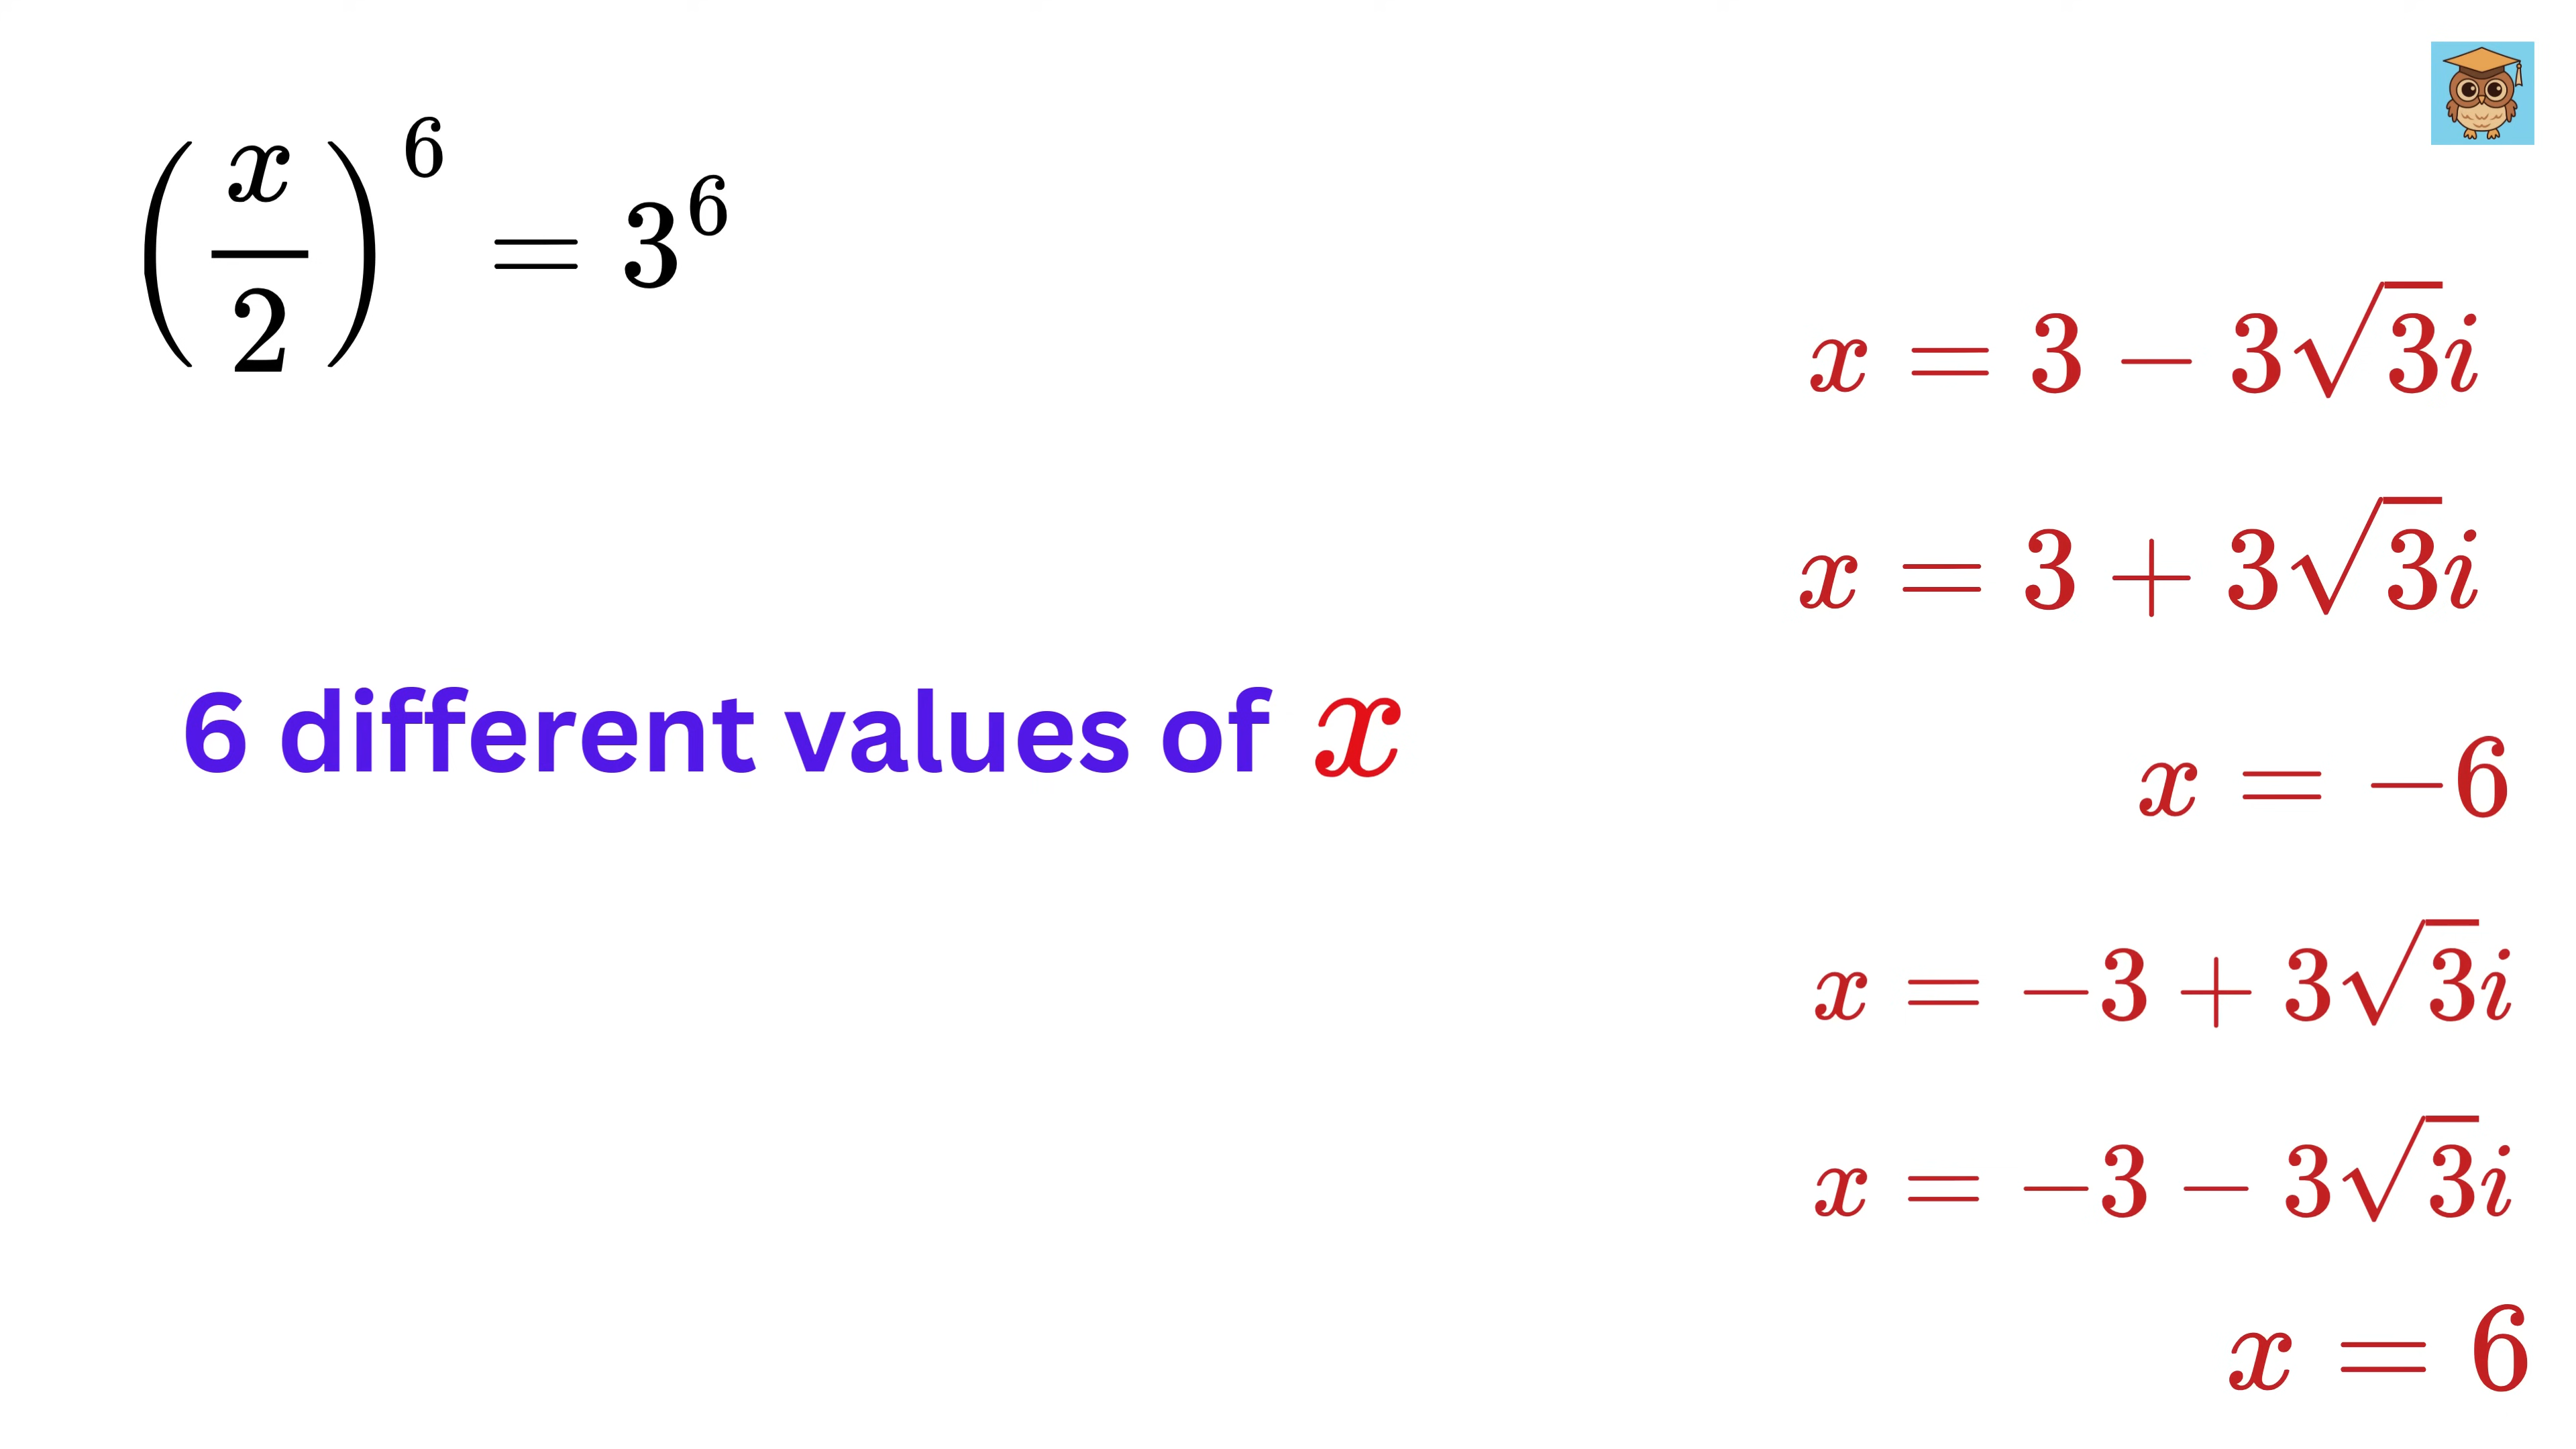 (x/2)^6 = 3^6
x = 3 − 3√3i
x = 3 + 3√3i
6 different values of x
x = −6
x = −3 + 3√3i
x = −3 − 3√3i
x = 6